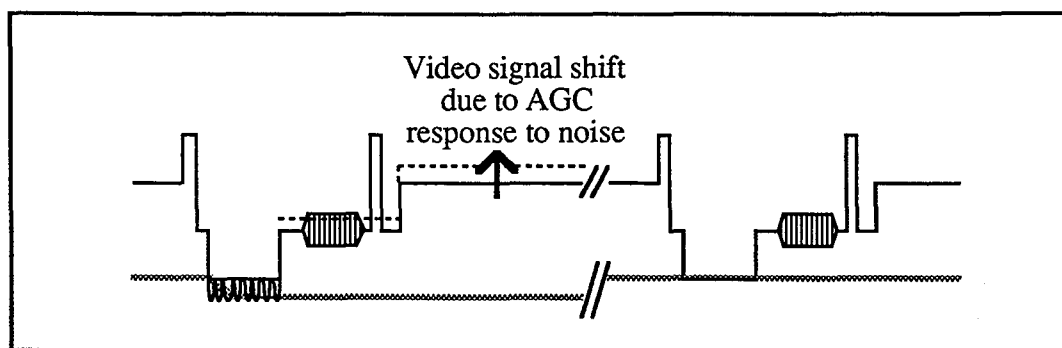 Video signal shift
due to AGC
response to noise